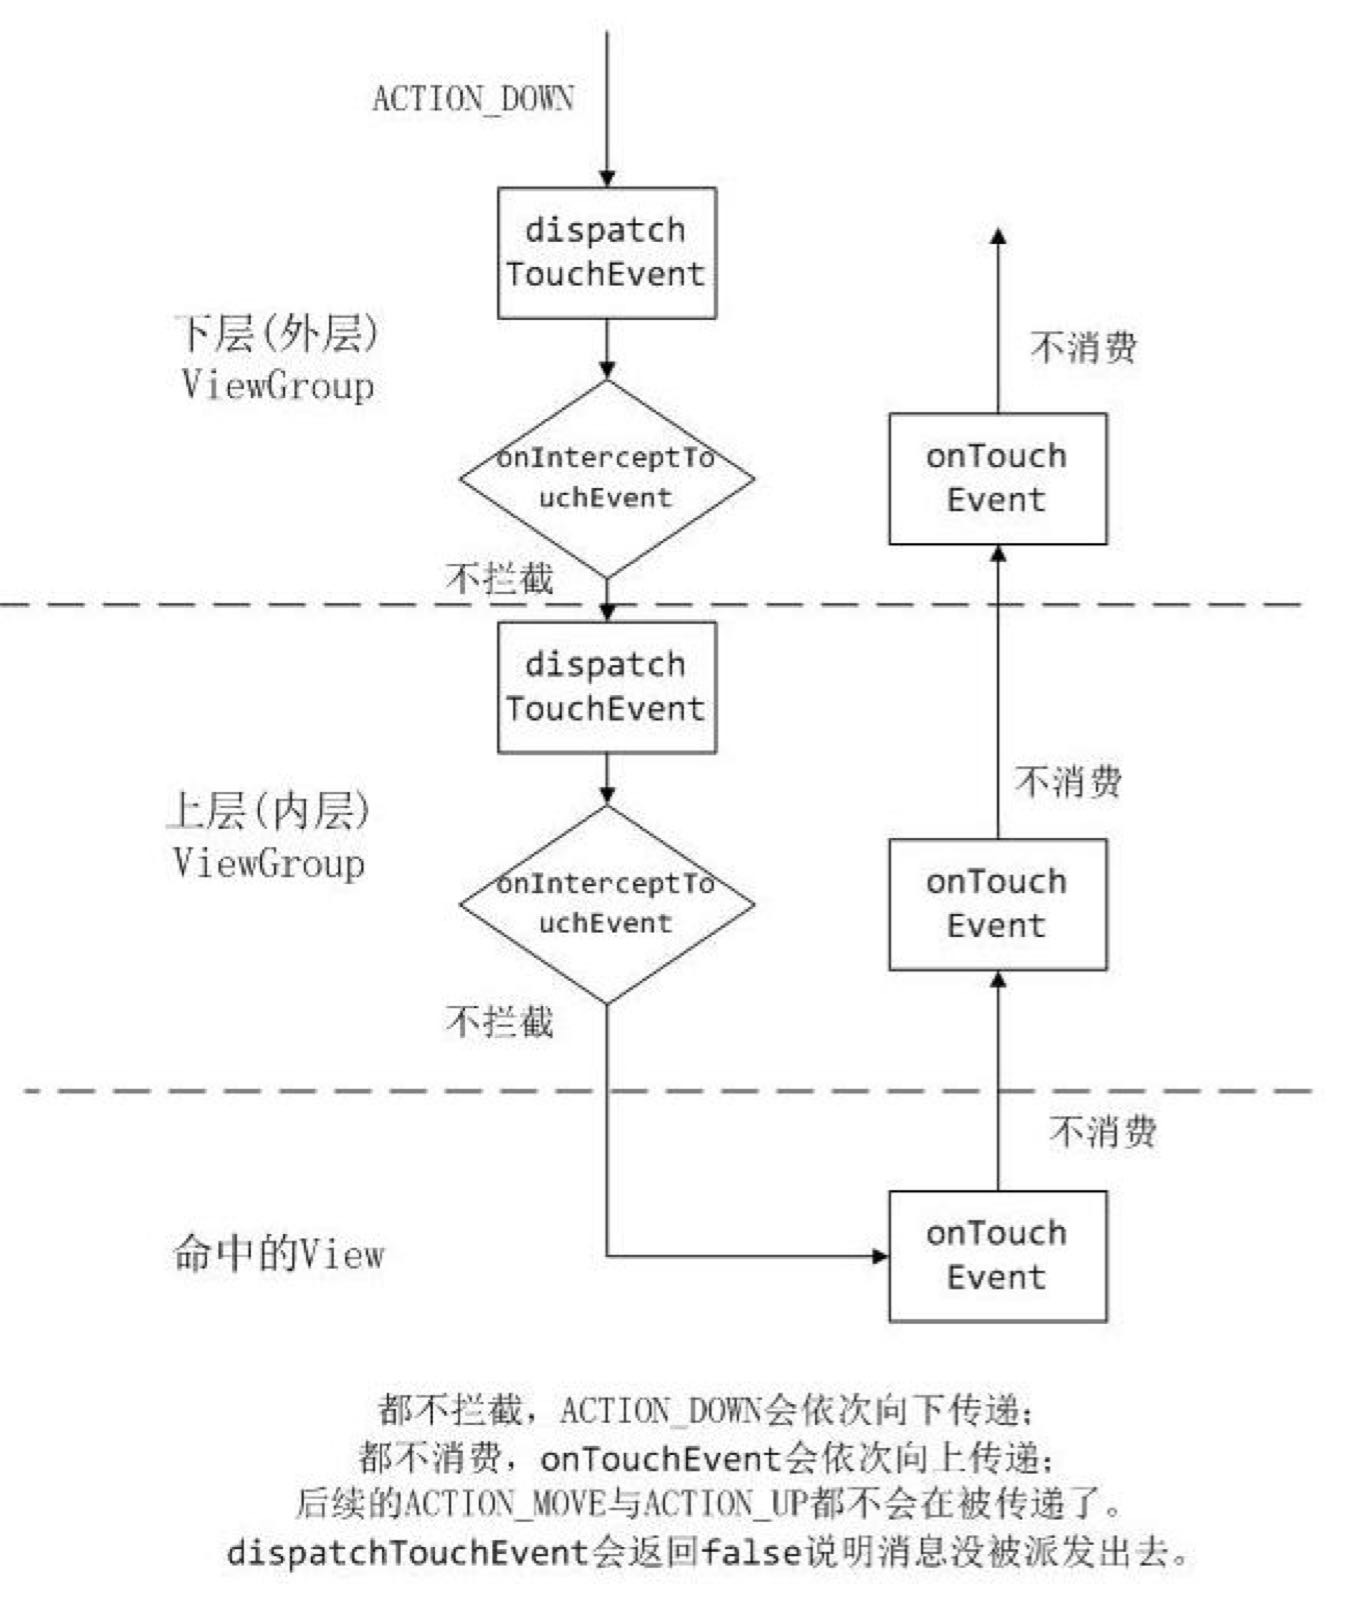 ACTION_DOWN
dispatch
TouchEvent
下层(外层)
ViewGroup
不消费
onInterceptTo
uchEvent
onTouch
Event
不拦截
dispatch
TouchEvent
不消费
上层(内层)
ViewGroup
onInterceptTo
uchEvent
onTouch
Event
不拦截
不消费
命中的View
onTouch
Event
都不拦截，ACTION_DOWN会依次向下传递；
都不消费，onTouchEvent会依次向上传递；
后续的ACTION_MOVE与ACTION_UP都不会在被传递了。
dispatchTouchEvent会返回false说明消息没被派发出去。